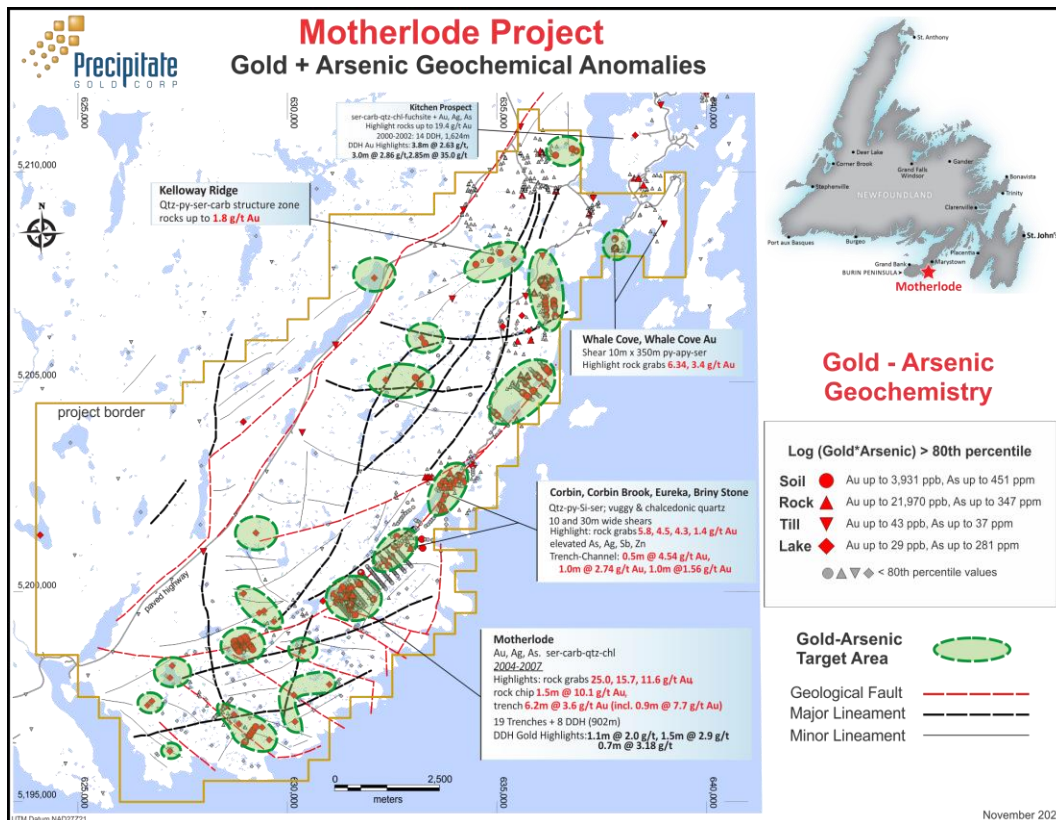 Precipitate
GOLD CORP
Motherlode Project
Gold + Arsenic Geochemical Anomalies
625,000
630,000
635,000
640,000
5,210,000
5,205,000
5,200,000
5,195,000
N
Kitchen Prospect
ser-carb-qtz-chl-fuchsite + Au, Ag, As
Highlight rocks up to 19.4 g/t Au
2000-2002: 14 DDH, 1,624m
DDH Au Highlights: 3.8m @ 2.63 g/t,
3.0m @ 2.86 g/t,2.85m @ 35.0 g/t
Kelloway Ridge
Qtz-py-ser-carb structure zone
rocks up to 1.8 g/t Au
Whale Cove, Whale Cove Au
Shear 10m x 350m py-apy-ser
Highlight rock grabs 6.34, 3.4 g/t Au
project border
paved highway
Corbin, Corbin Brook, Eureka, Briny Stone
Qtz-py-Si-ser; vuggy & chalcedonic quartz
10 and 30m wide shears
Highlight: rock grabs 5.8, 4.5, 4.3, 1.4 g/t Au
elevated As, Ag, Sb, Zn
Trench-Channel: 0.5m @ 4.54 g/t Au,
1.0m @ 2.74 g/t Au, 1.0m @1.56 g/t Au
Motherlode
Au, Ag, As. ser-carb-qtz-chl
2004-2007
Highlights: rock grabs 25.0, 15.7, 11.6 g/t Au,
rock chip 1.5m @ 10.1 g/t Au,
trench 6.2m @ 3.6 g/t Au (incl. 0.9m @ 7.7 g/t Au)
19 Trenches + 8 DDH (902m)
DDH Gold Highlights:1.1m @ 2.0 g/t, 1.5m @ 2.9 g/t
0.7m @ 3.18 g/t
0 2,500
meters
625,000
630,000
635,000
640,000
UTM Datum NAD27Z21
St. Anthony
Deer Lake
Corner Brook
Grand Falls
Windsor
Gander
Stephenville
NEWFOUNDLAND
Bonavista
Trinity
Clarenville
St. John's
Port aux Basques
Burgeo
Placentia
Grand Bank
Marystown
BURIN PENINSULA
Motherlode
Gold - Arsenic
Geochemistry
Log (Gold*Arsenic) > 80th percentile
Soil Au up to 3,931 ppb, As up to 451 ppm
Rock Au up to 21,970 ppb, As up to 347 ppm
Till Au up to 43 ppb, As up to 37 ppm
Lake Au up to 29 ppb, As up to 281 ppm
< 80th percentile values
Gold-Arsenic
Target Area
Geological Fault
Major Lineament
Minor Lineament
November 202